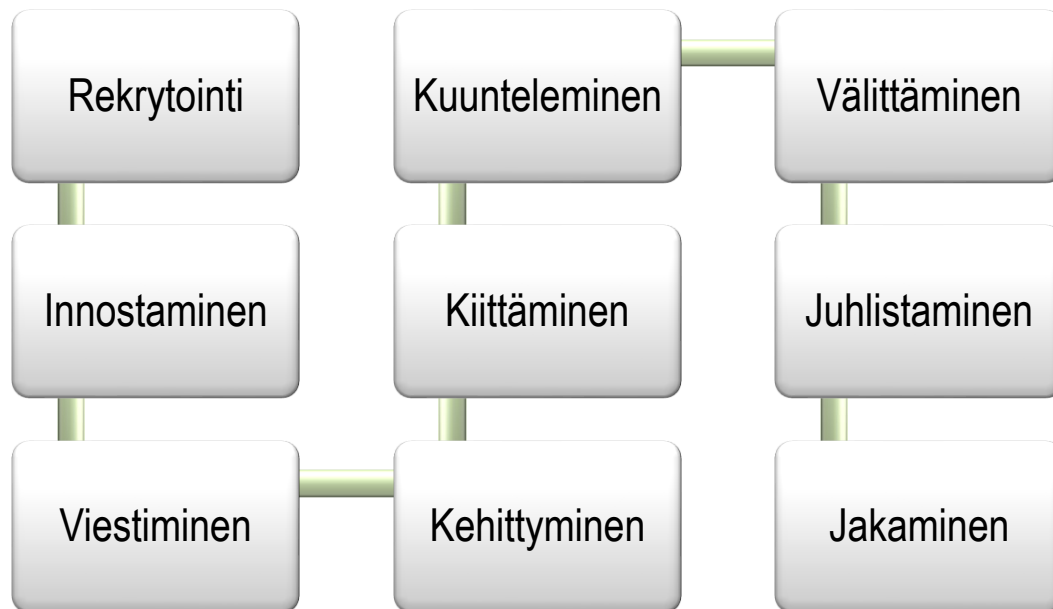 Rekrytointi
Innostaminen
Viestiminen
Kehittyminen
Kiittäminen
Kuunteleminen
Välittäminen
Juhlistaminen
Jakaminen